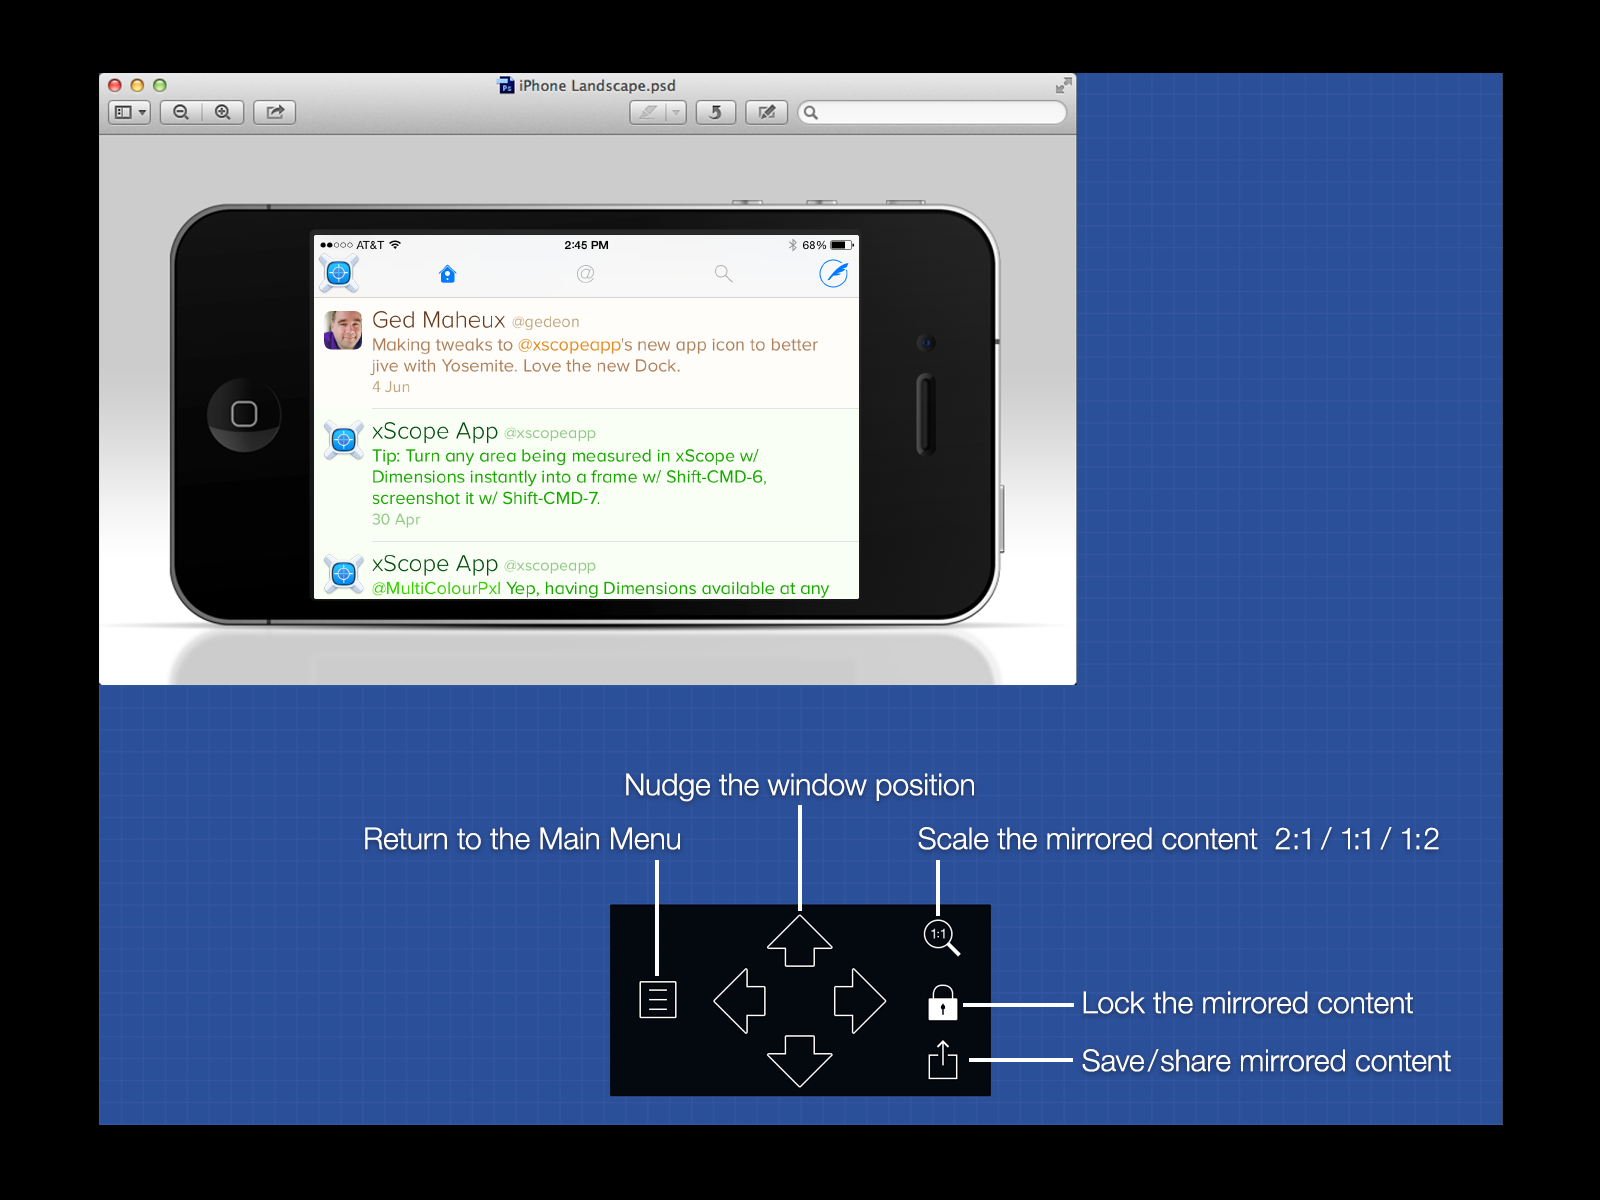 iPhone Landscape.psd
AT&T 2:45 PM 68%
@
Ged Maheux @gedeon
Making tweaks to @xscopeapp's new app icon to better
jive with Yosemite. Love the new Dock.
4 Jun
xScope App @xscopeapp
Tip: Turn any area being measured in xScope w/
Dimensions instantly into a frame w/ Shift-CMD-6,
screenshot it w/ Shift-CMD-7.
30 Apr
xScope App @xscopeapp
@MultiColourPxl Yep, having Dimensions available at any
Nudge the window position
Return to the Main Menu
Scale the mirrored content 2:1 / 1:1 / 1:2
1:1
Lock the mirrored content
Save/share mirrored content